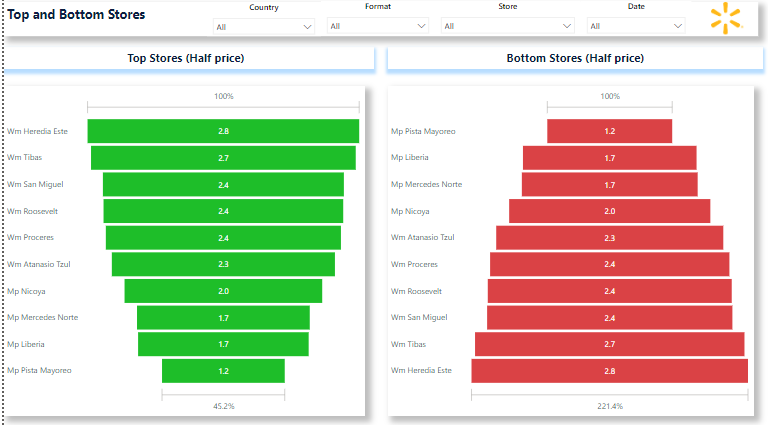 Top and Bottom Stores
Country
Format
Store
Date
All
All
All
All
Top Stores (Half price)
100%
Wm Heredia Este 2.8
Wm Tibas 2.7
Wm San Miguel 2.4
Wm Roosevelt 2.4
Wm Proceres 2.4
Wm Atanasio Tzul 2.3
Mp Nicoya 2.0
Mp Mercedes Norte 1.7
Mp Liberia 1.7
Mp Pista Mayoreo 1.2
45.2%
Bottom Stores (Half price)
100%
Mp Pista Mayoreo 1.2
Mp Liberia 1.7
Mp Mercedes Norte 1.7
Mp Nicoya 2.0
Wm Atanasio Tzul 2.3
Wm Proceres 2.4
Wm Roosevelt 2.4
Wm San Miguel 2.4
Wm Tibas 2.7
Wm Heredia Este 2.8
221.4%